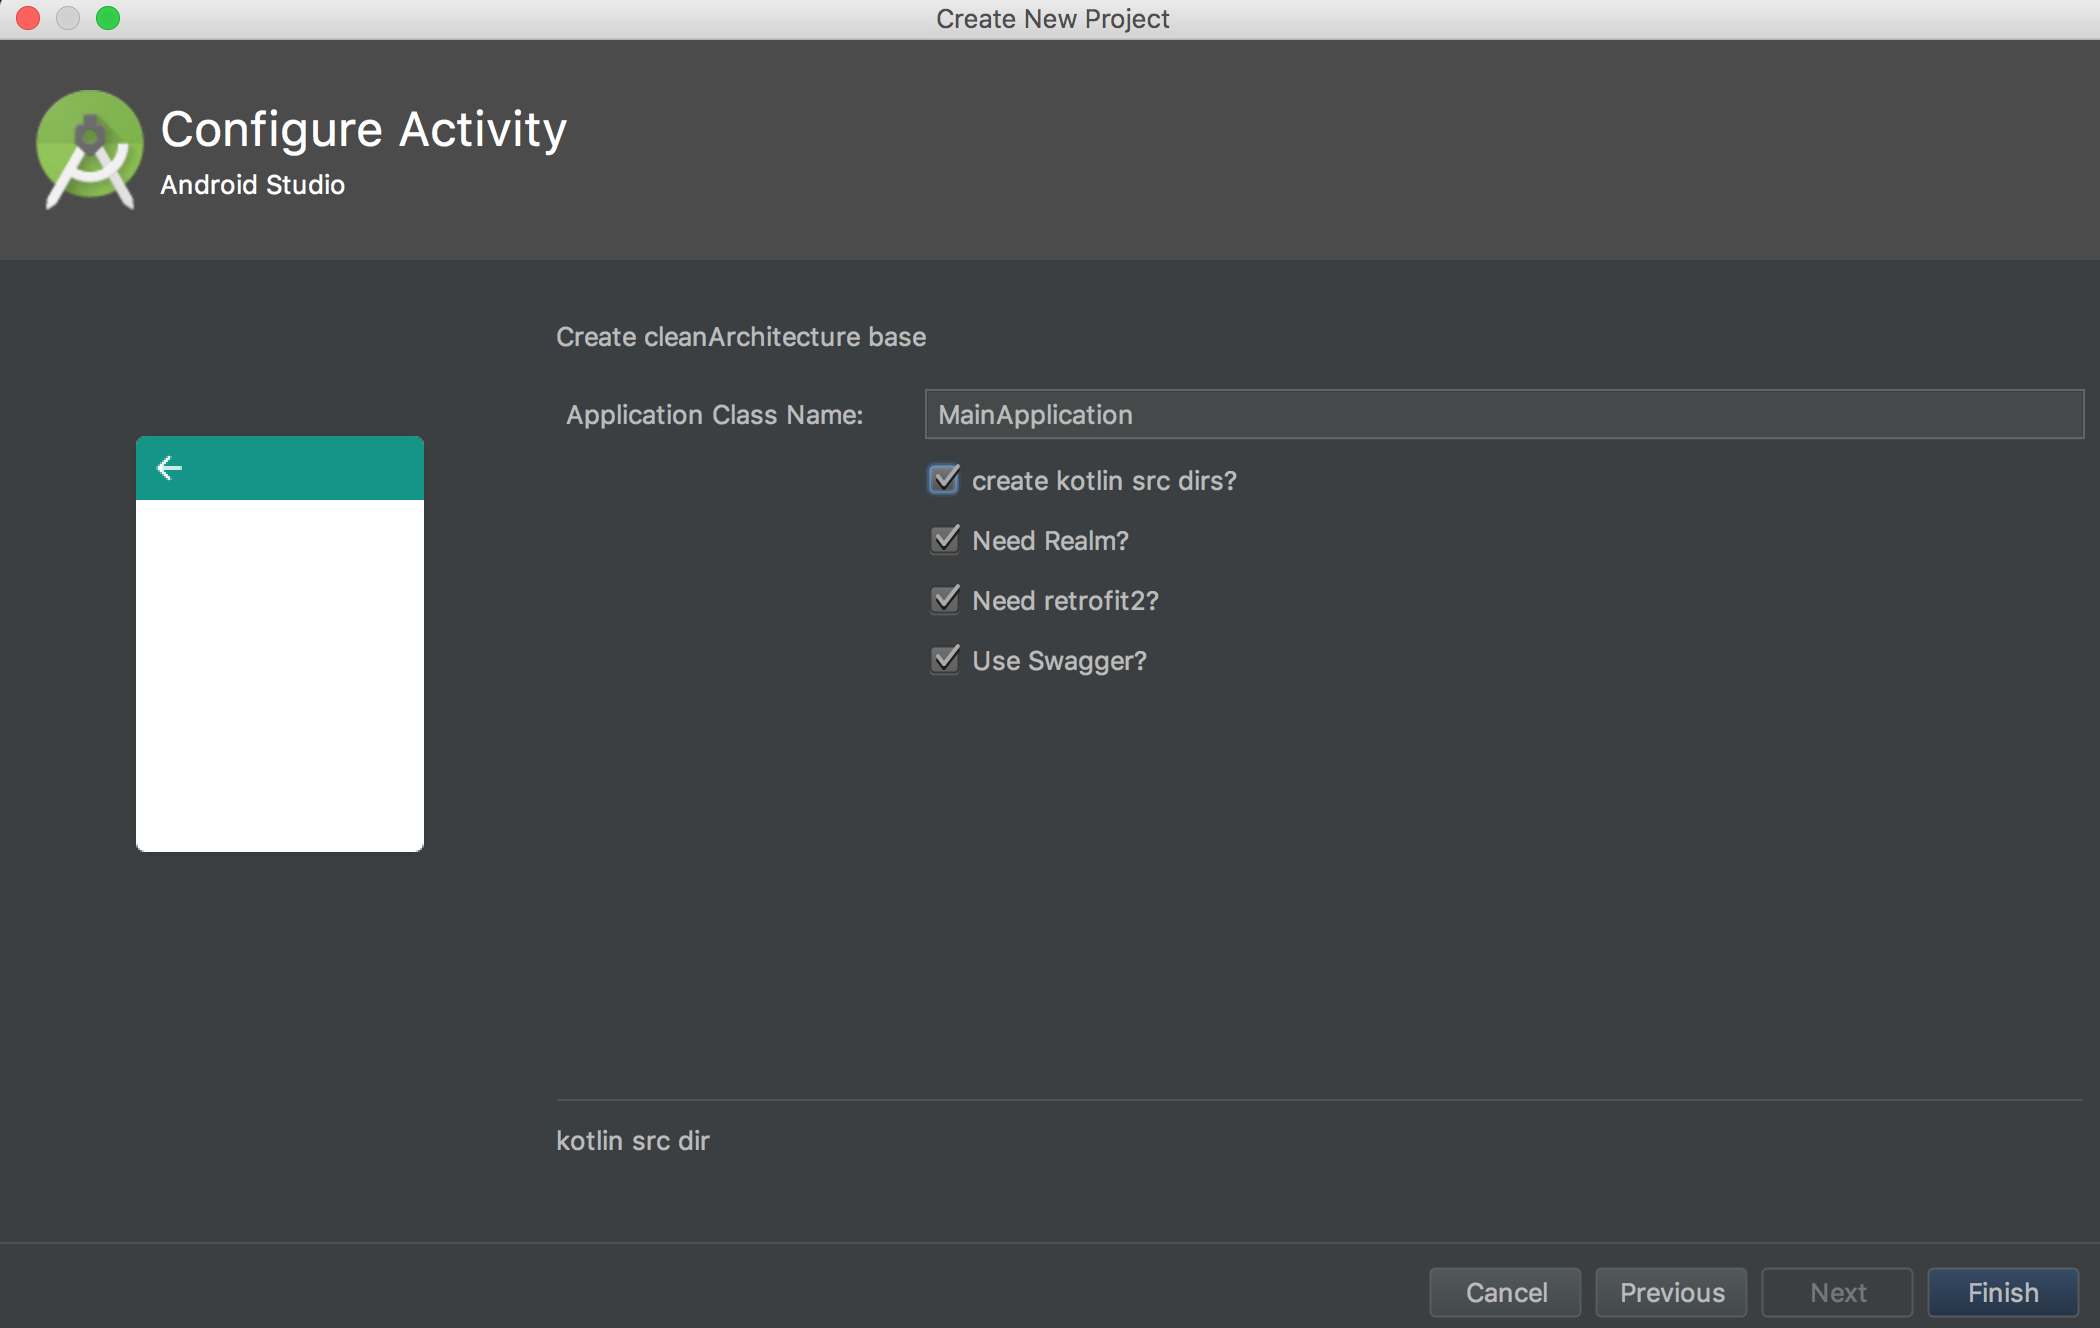 Create New Project
Configure Activity
Android Studio
Create cleanArchitecture base
Application Class Name: MainApplication
create kotlin src dirs?
Need Realm?
Need retrofit2?
Use Swagger?
kotlin src dir
Cancel Previous Next Finish